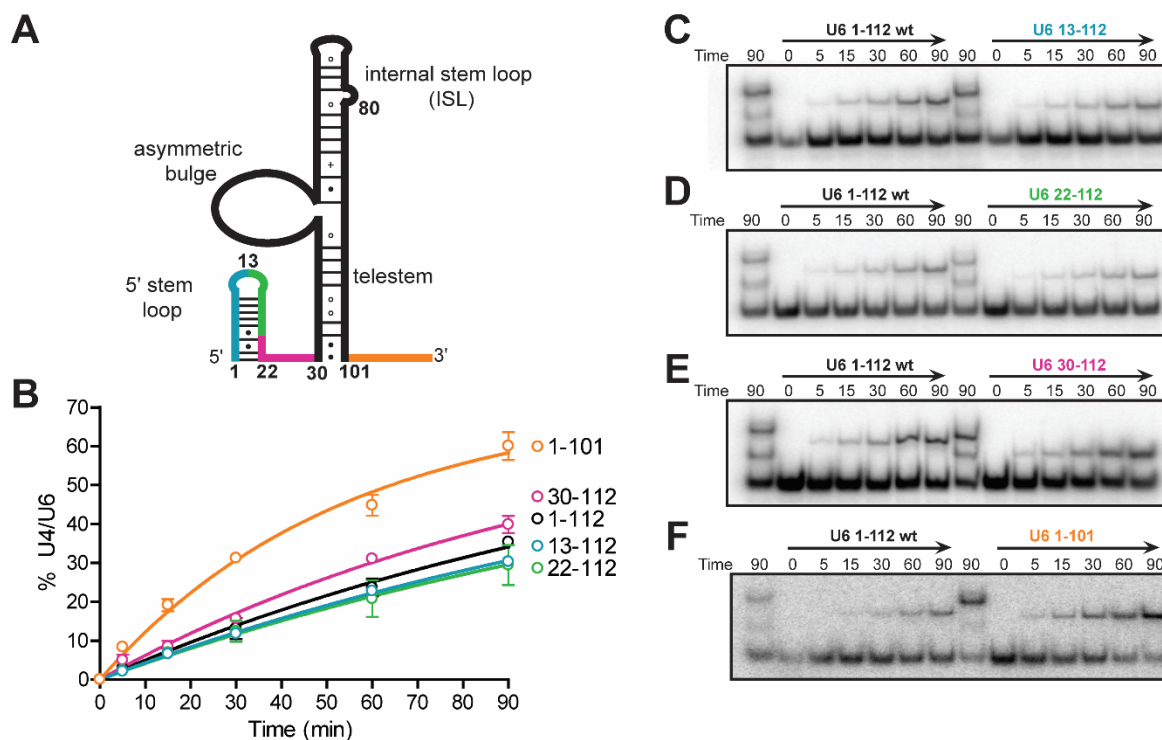 A
internal stem loop
(ISL)
80
asymmetric
bulge
13
5' stem
loop
telestem
5'
3'
1 22 30 101
B
70
60
50
40
30
20
10
0
% U4/U6
0 10 20 30 40 50 60 70 80 90
Time (min)
1-101
30-112
1-112
13-112
22-112
C
U6 1-112 wt U6 13-112
Time 90 0 5 15 30 60 90 90 0 5 15 30 60 90
D
U6 1-112 wt U6 22-112
Time 90 0 5 15 30 60 90 90 0 5 15 30 60 90
E
U6 1-112 wt U6 30-112
Time 90 0 5 15 30 60 90 90 0 5 15 30 60 90
F
U6 1-112 wt U6 1-101
Time 90 0 5 15 30 60 90 90 0 5 15 30 60 90